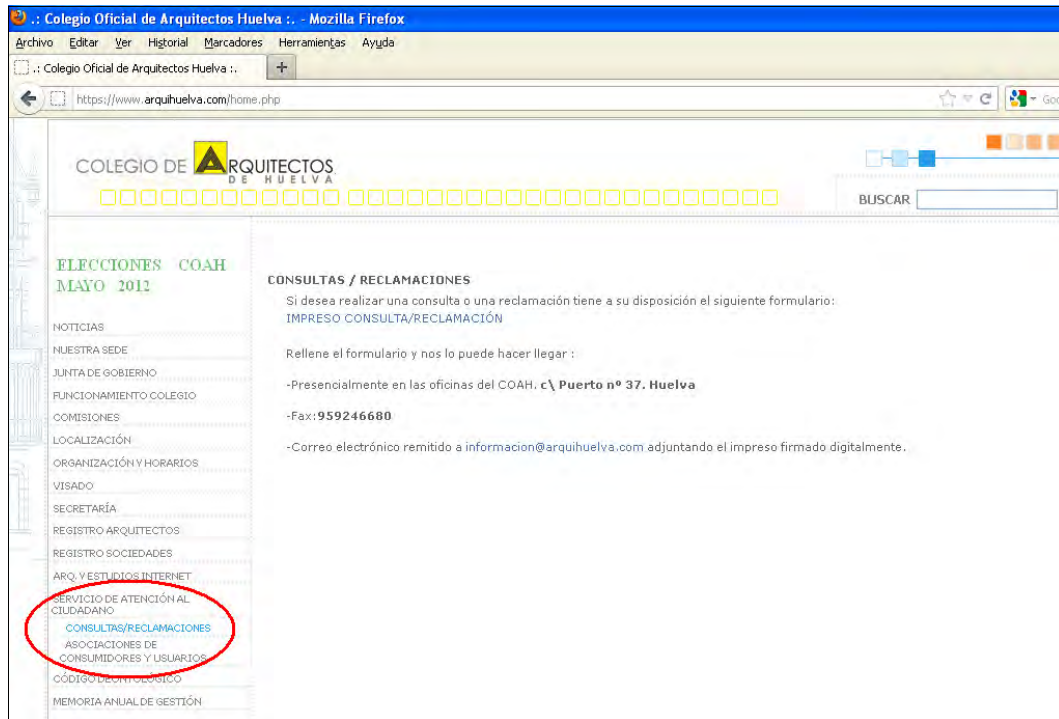 .: Colegio Oficial de Arquitectos Huelva :. - Mozilla Firefox
Archivo Editar Ver Historial Marcadores Herramientas Ayuda
.: Colegio Oficial de Arquitectos Huelva :. +
https://www.arquihuelva.com/home.php
COLEGIO DE ARQUITECTOS
DE HUELVA
BUSCAR
ELECCIONES COAH
MAYO 2012
NOTICIAS
NUESTRA SEDE
JUNTA DE GOBIERNO
FUNCIONAMIENTO COLEGIO
COMISIONES
LOCALIZACIÓN
ORGANIZACIÓN Y HORARIOS
VISADO
SECRETARÍA
REGISTRO ARQUITECTOS
REGISTRO SOCIEDADES
ARQ. Y ESTUDIOS INTERNET
SERVICIO DE ATENCIÓN AL
CIUDADANO
CONSULTAS/RECLAMACIONES
ASOCIACIONES DE
CONSUMIDORES Y USUARIOS
CÓDIGO DEONTOLÓGICO
MEMORIA ANUAL DE GESTIÓN
CONSULTAS / RECLAMACIONES
Si desea realizar una consulta o una reclamación tiene a su disposición el siguiente formulario:
IMPRESO CONSULTA/RECLAMACIÓN
Rellene el formulario y nos lo puede hacer llegar :
-Presencialmente en las oficinas del COAH. c\ Puerto nº 37. Huelva
-Fax:959246680
-Correo electrónico remitido a informacion@arquihuelva.com adjuntando el impreso firmado digitalmente.